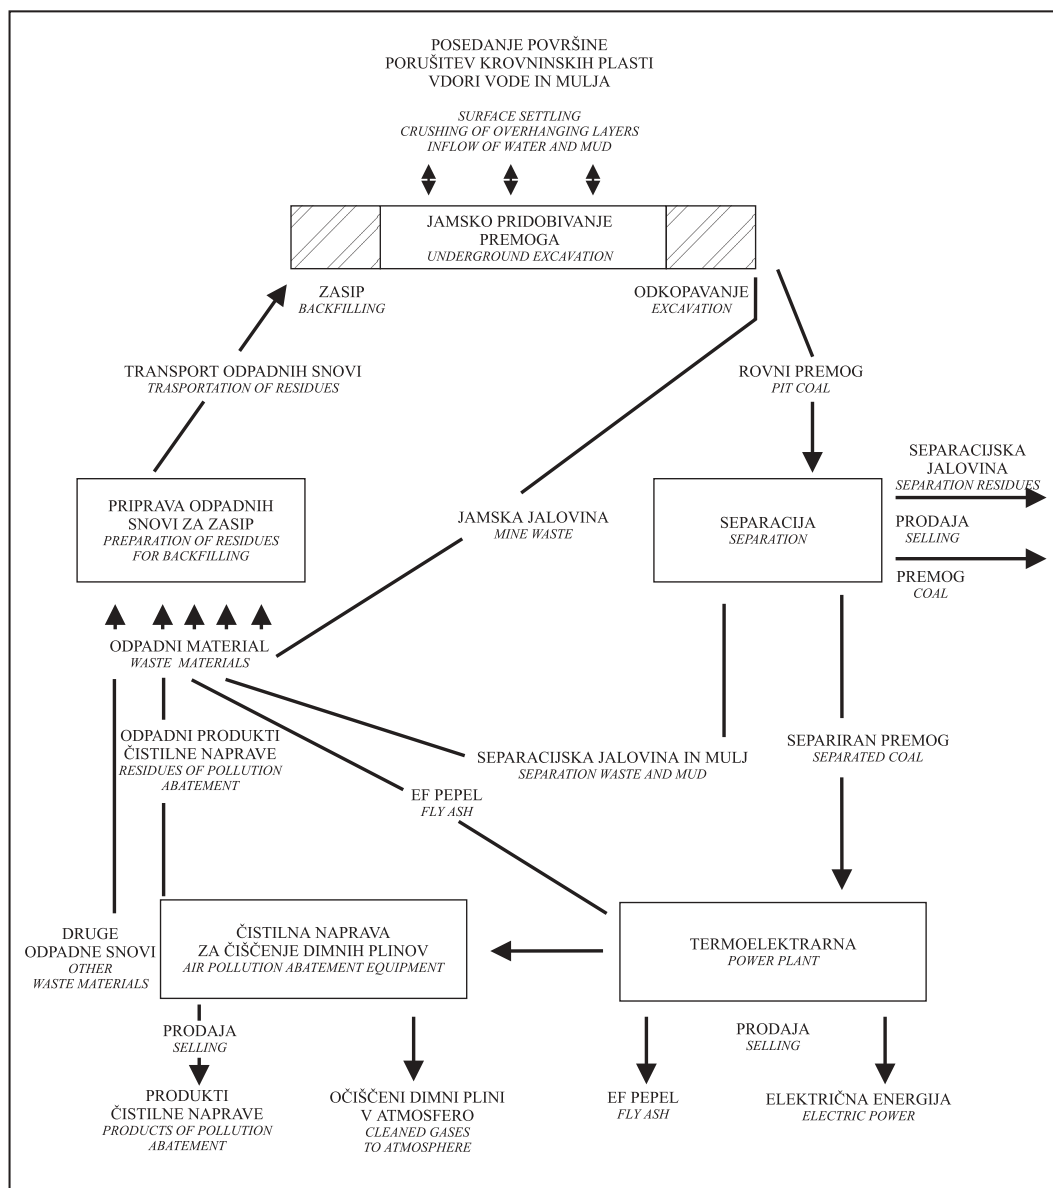 POSEDANJE POVRŠINE
PORUŠITEV KROVNINSKIH PLASTI
VDORI VODE IN MULJA
SURFACE SETTLING
CRUSHING OF OVERHANGING LAYERS
INFLOW OF WATER AND MUD
JAMSKO PRIDOBIVANJE
PREMOGA
UNDERGROUND EXCAVATION
ZASIP
BACKFILLING
ODKOPAVANJE
EXCAVATION
TRANSPORT ODPADNIH SNOVI
TRASPORTATION OF RESIDUES
ROVNI PREMOG
PIT COAL
PRIPRAVA ODPADNIH
SNOVI ZA ZASIP
PREPARATION OF RESIDUES
FOR BACKFILLING
JAMSKA JALOVINA
MINE WASTE
SEPARACIJA
SEPARATION
SEPARACIJSKA
JALOVINA
SEPARATION RESIDUES
PRODAJA
SELLING
PREMOG
COAL
ODPADNI MATERIAL
WASTE MATERIALS
ODPADNI PRODUKTI
ČISTILNE NAPRAVE
RESIDUES OF POLLUTION
ABATEMENT
SEPARACIJSKA JALOVINA IN MULJ
SEPARATION WASTE AND MUD
SEPARIRAN PREMOG
SEPARATED COAL
EF PEPEL
FLY ASH
DRUGE
ODPADNE SNOVI
OTHER
WASTE MATERIALS
ČISTILNA NAPRAVA
ZA ČIŠČENJE DIMNIH PLINOV
AIR POLLUTION ABATEMENT EQUIPMENT
TERMOELEKTRARNA
POWER PLANT
PRODAJA
SELLING
PRODAJA
SELLING
PRODUKTI
ČISTILNE NAPRAVE
PRODUCTS OF POLLUTION
ABATEMENT
OČIŠČENI DIMNI PLINI
V ATMOSFERO
CLEANED GASES
TO ATMOSPHERE
EF PEPEL
FLY ASH
ELEKTRIČNA ENERGIJA
ELECTRIC POWER